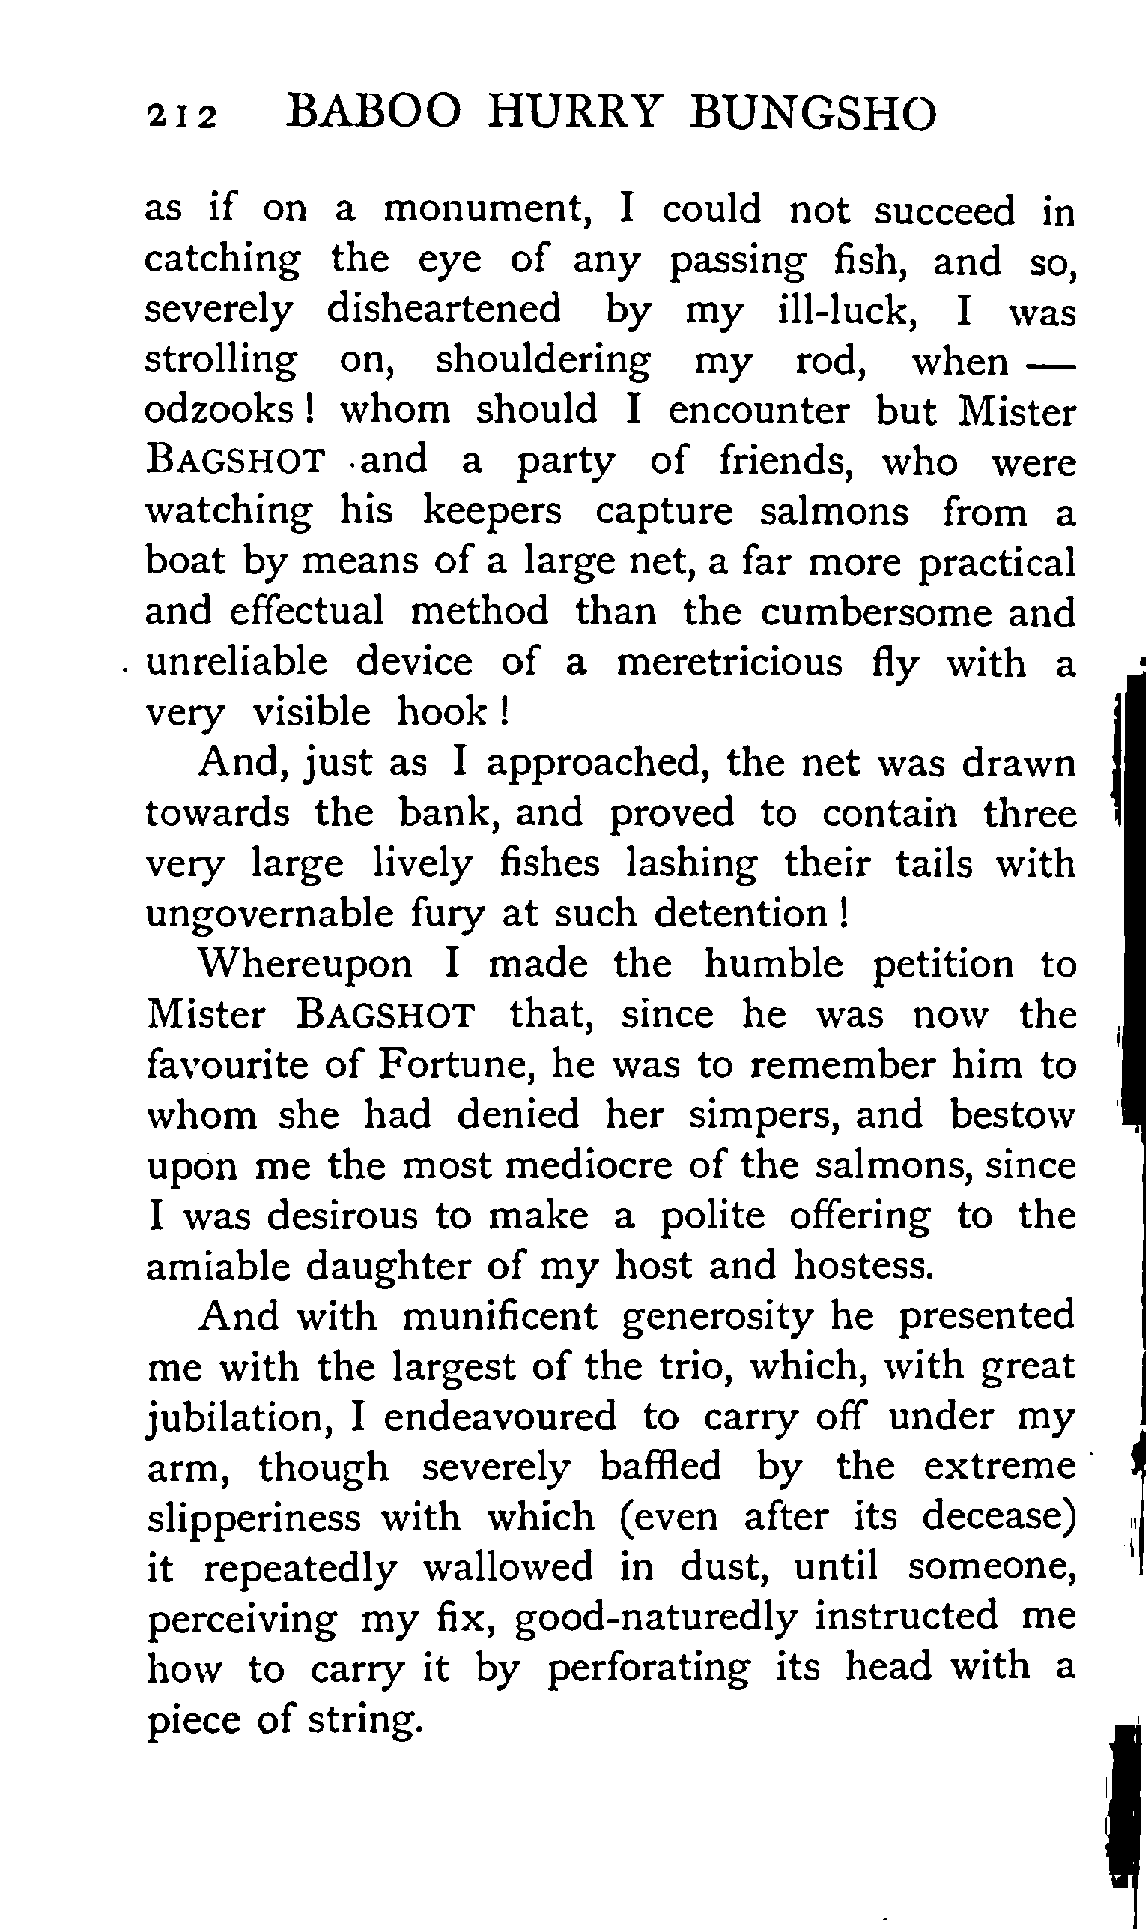 212 BABOO HURRY BUNGSHO
as if on a monument, I could not succeed in
catching the eye of any passing fish, and so,
severely disheartened by my ill-luck, I was
strolling on, shouldering my rod, when —
odzooks ! whom should I encounter but Mister
BAGSHOT and a party of friends, who were
watching his keepers capture salmons from a
boat by means of a large net, a far more practical
and effectual method than the cumbersome and
unreliable device of a meretricious fly with a
very visible hook !
And, just as I approached, the net was drawn
towards the bank, and proved to contain three
very large lively fishes lashing their tails with
ungovernable fury at such detention !
Whereupon I made the humble petition to
Mister BAGSHOT that, since he was now the
favourite of Fortune, he was to remember him to
whom she had denied her simpers, and bestow
upon me the most mediocre of the salmons, since
I was desirous to make a polite offering to the
amiable daughter of my host and hostess.
And with munificent generosity he presented
me with the largest of the trio, which, with great
jubilation, I endeavoured to carry off under my
arm, though severely baffled by the extreme
slipperiness with which (even after its decease)
it repeatedly wallowed in dust, until someone,
perceiving my fix, good-naturedly instructed me
how to carry it by perforating its head with a
piece of string.